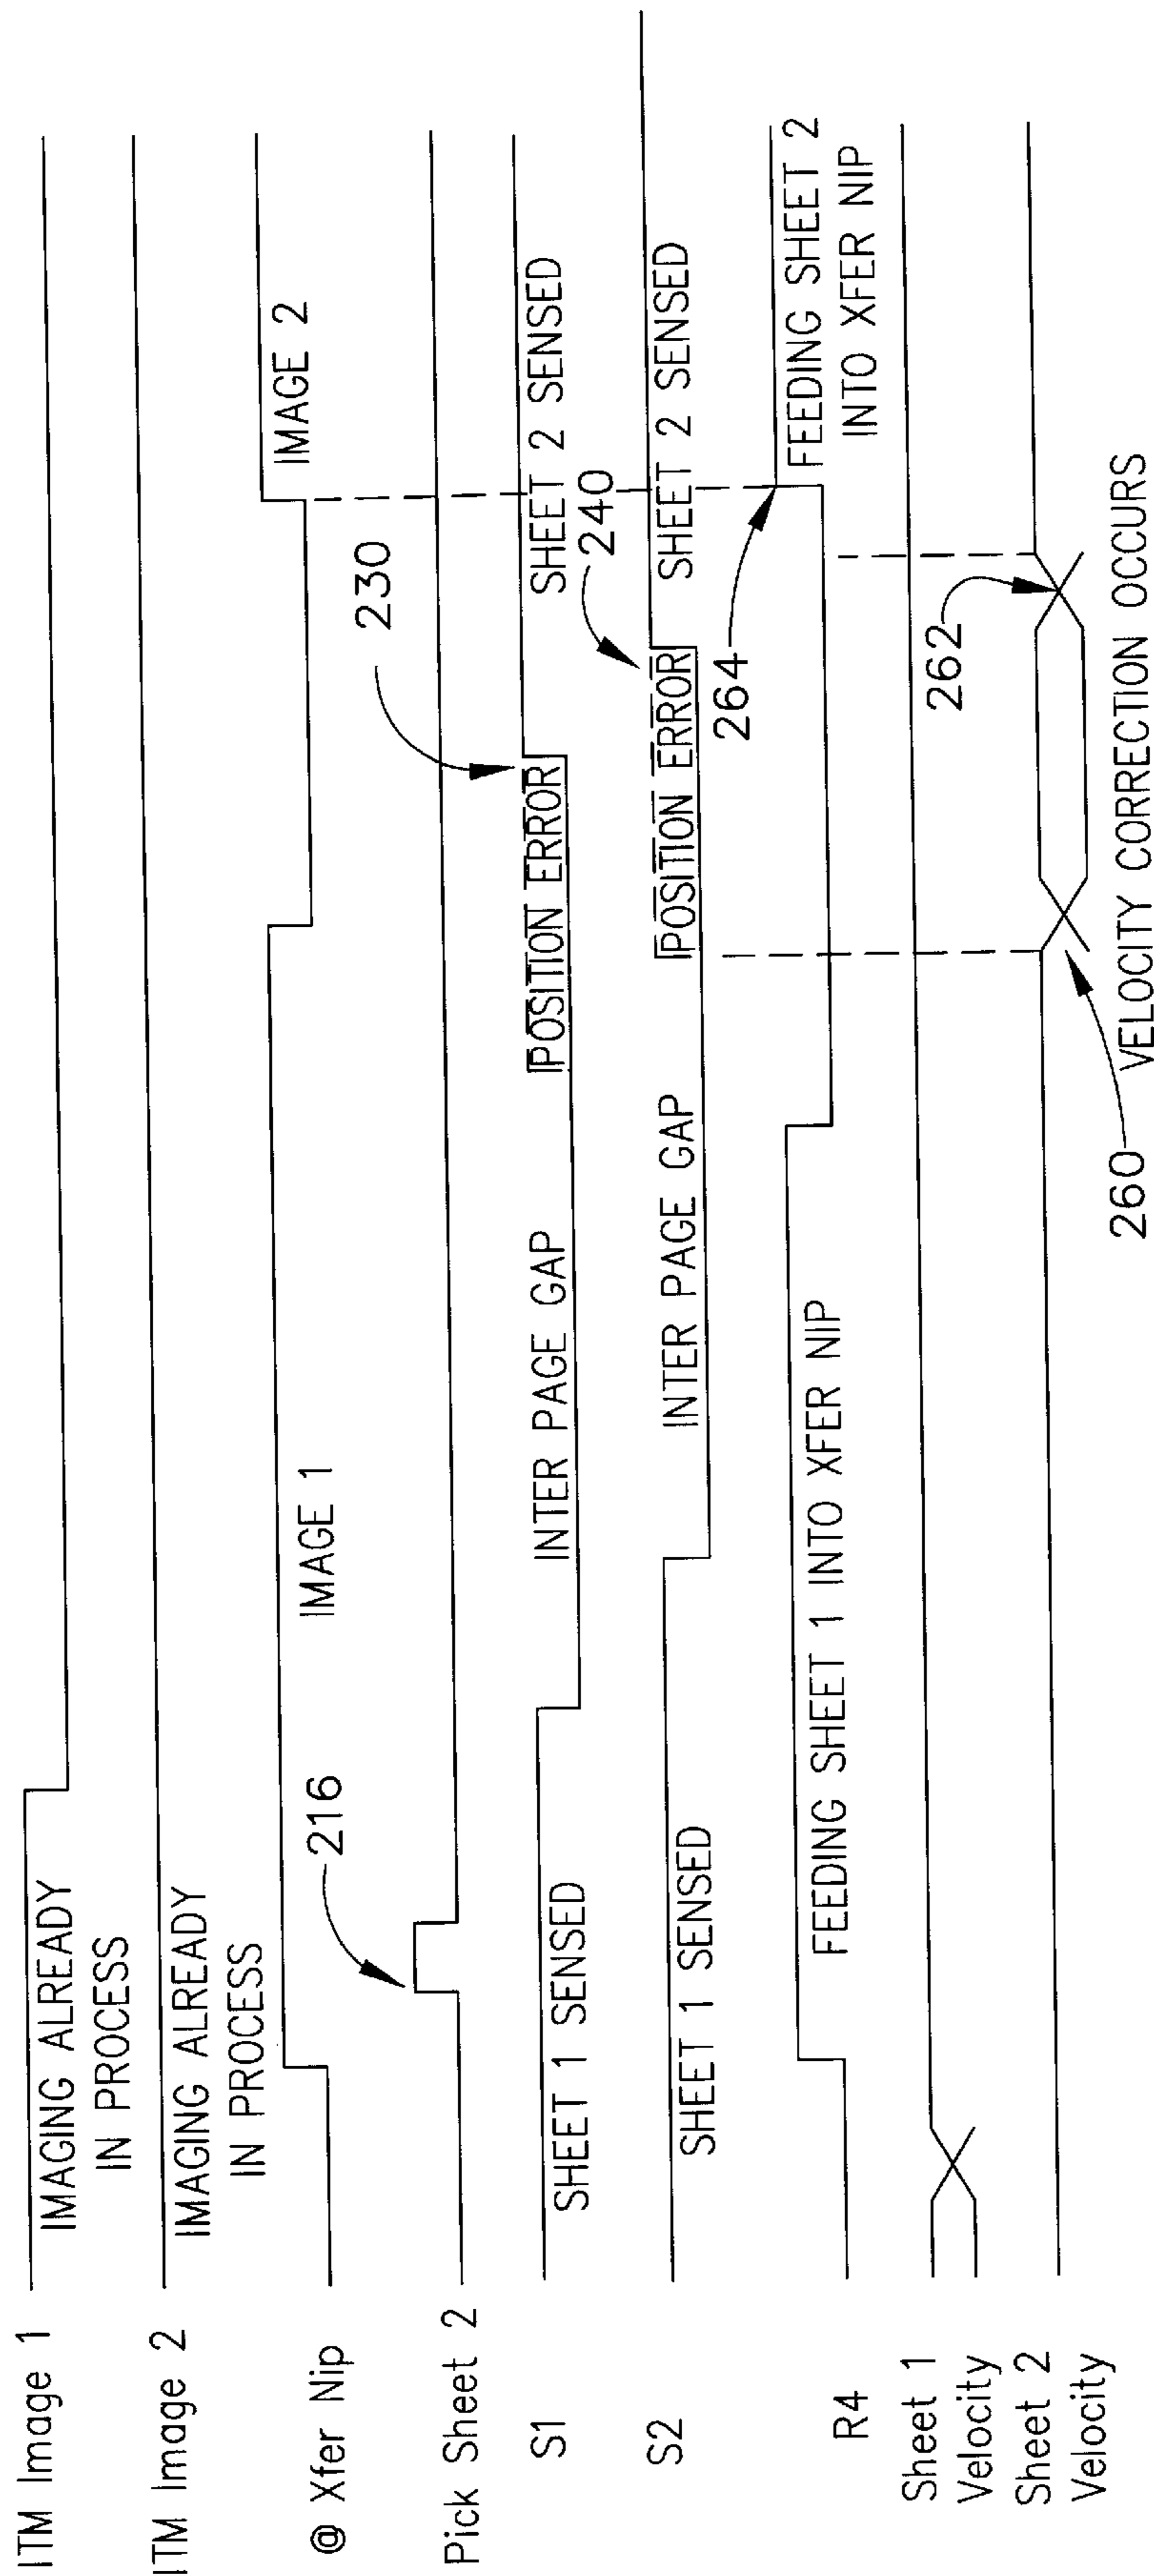 ITM Image 1
IMAGING ALREADY
IN PROCESS
ITM Image 2
IMAGING ALREADY
IN PROCESS
@ Xfer Nip
IMAGE 1
IMAGE 2
Pick Sheet 2
216
S1
SHEET 1 SENSED
INTER PAGE GAP
POSITION ERROR
230
SHEET 2 SENSED
S2
SHEET 1 SENSED
INTER PAGE GAP
POSITION ERROR
240
SHEET 2 SENSED
R4
FEEDING SHEET 1 INTO XFER NIP
264
FEEDING SHEET 2
INTO XFER NIP
Sheet 1
Velocity
Sheet 2
Velocity
260
262
VELOCITY CORRECTION OCCURS